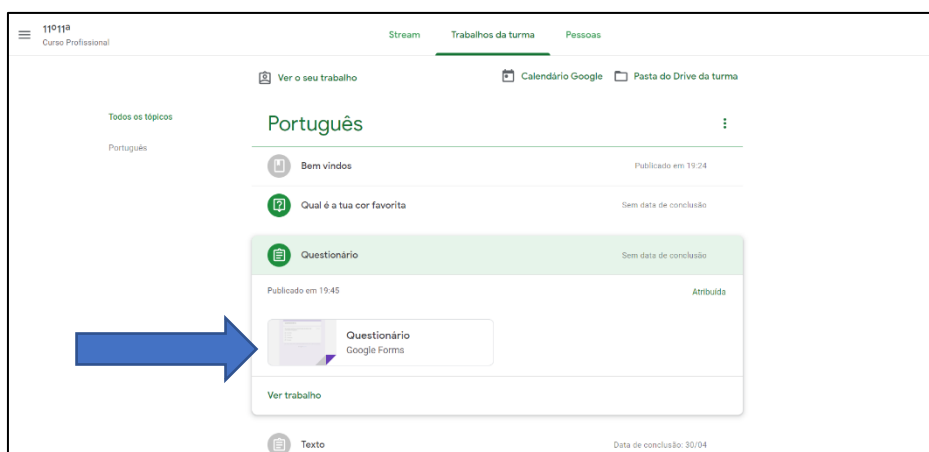 11º11ª
Curso Profissional
Stream Trabalhos da turma Pessoas
Ver o seu trabalho Calendário Google Pasta do Drive da turma
Todos os tópicos
Português
Português
Bem vindos Publicado em 19:24
Qual é a tua cor favorita Sem data de conclusão
Questionário Sem data de conclusão
Publicado em 19:45 Atribuída
Questionário
Google Forms
Ver trabalho
Texto Data de conclusão: 30/04